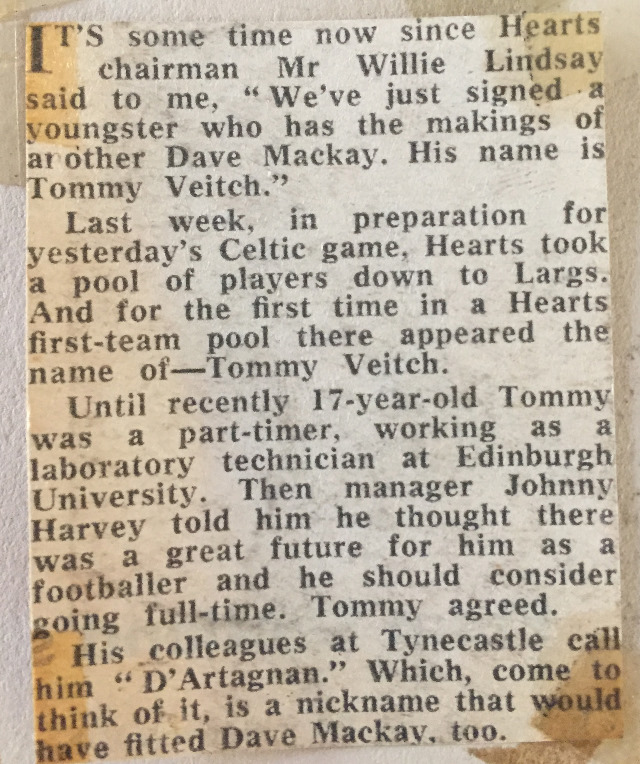 IT'S some time now since Hearts
chairman Mr Willie Lindsay
said to me, “We've just signed a
youngster who has the makings of
another Dave Mackay. His name is
Tommy Veitch.”
Last week, in preparation for
yesterday's Celtic game, Hearts took
a pool of players down to Largs.
And for the first time in a Hearts
first-team pool there appeared the
name of—Tommy Veitch.
Until recently 17-year-old Tommy
was a part-timer, working as a
laboratory technician at Edinburgh
University. Then manager Johnny
Harvey told him he thought there
was a great future for him as a
footballer and he should consider
going full-time. Tommy agreed.
His colleagues at Tynecastle call
him “D'Artagnan.” Which, come to
think of it, is a nickname that would
have fitted Dave Mackay, too.